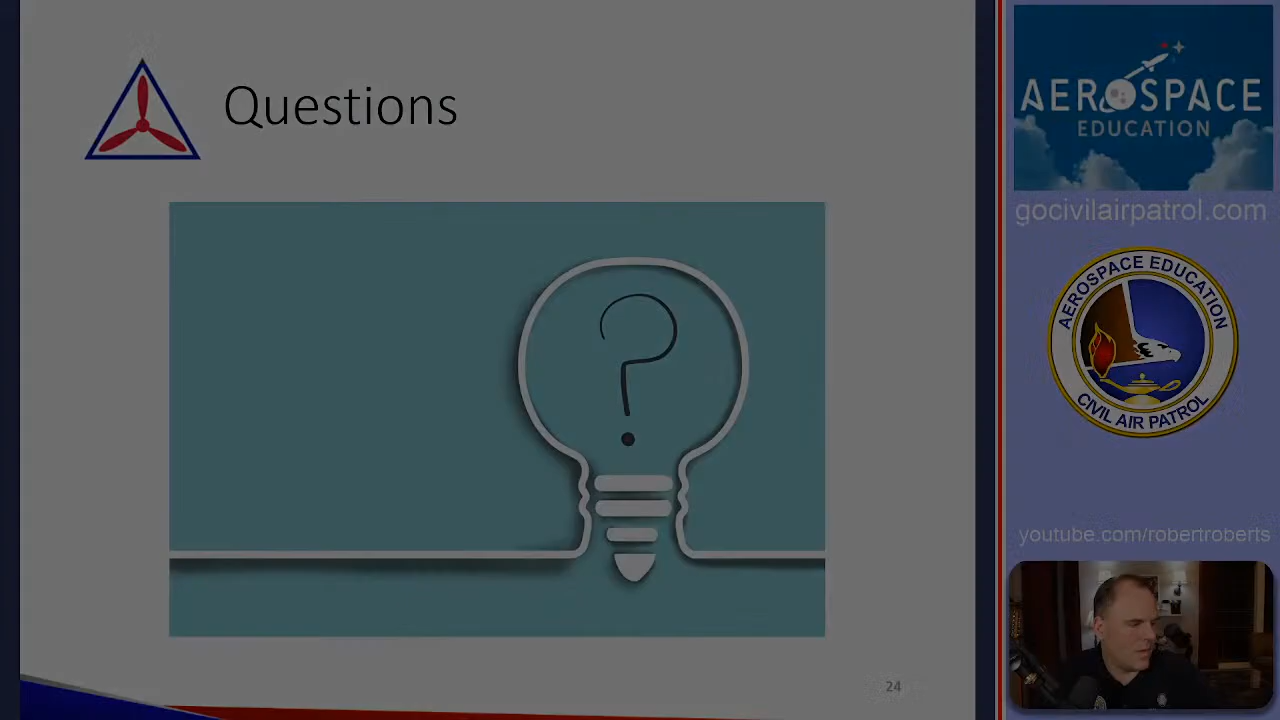 Questions
?
24
AEROSPACE
EDUCATION
gocivilairpatrol.com
AEROSPACE EDUCATION
CIVIL AIR PATROL
youtube.com/robertroberts